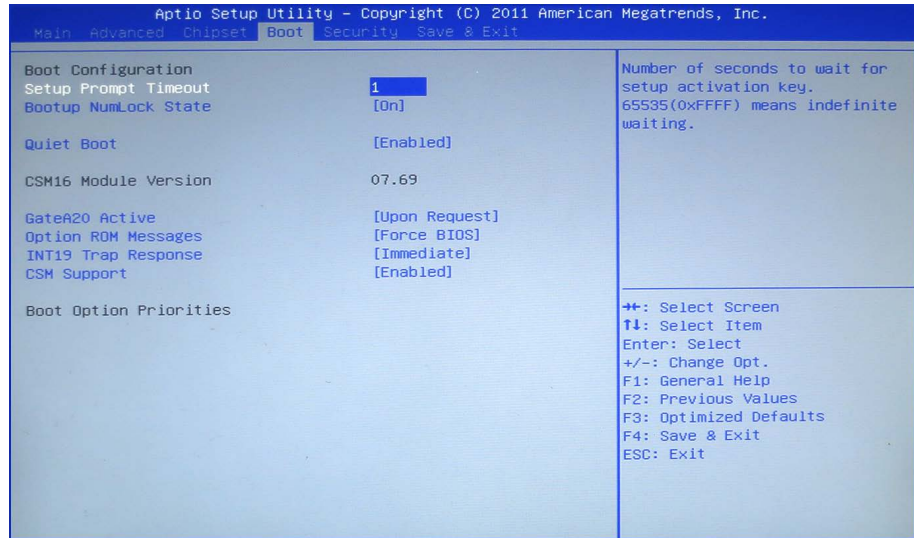 Aptio Setup Utility – Copyright (C) 2011 American Megatrends, Inc.
Main Advanced Chipset Boot Security Save & Exit
Boot Configuration
Setup Prompt Timeout 1
Bootup NumLock State [On]
Quiet Boot [Enabled]
CSM16 Module Version 07.69
GateA20 Active [Upon Request]
Option ROM Messages [Force BIOS]
INT19 Trap Response [Immediate]
CSM Support [Enabled]
Boot Option Priorities
Number of seconds to wait for
setup activation key.
65535(0xFFFF) means indefinite
waiting.
→←: Select Screen
↑↓: Select Item
Enter: Select
+/-: Change Opt.
F1: General Help
F2: Previous Values
F3: Optimized Defaults
F4: Save & Exit
ESC: Exit